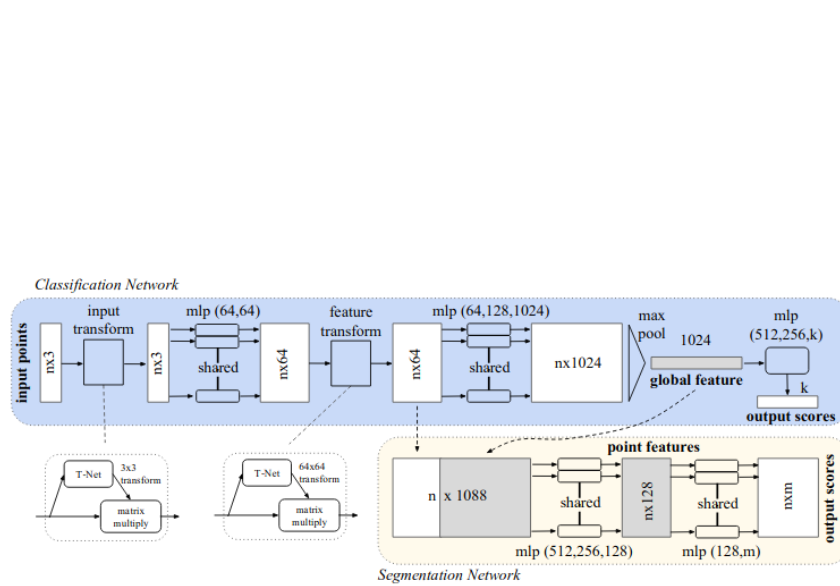 Classification Network
input points
nx3
input
transform
nx3
mlp (64,64)
shared
nx64
feature
transform
nx64
mlp (64,128,1024)
shared
nx1024
max
pool
1024
global feature
mlp
(512,256,k)
k
output scores
T-Net
3x3
transform
matrix
multiply
T-Net
64x64
transform
matrix
multiply
point features
n x 1088
shared
mlp (512,256,128)
nx128
shared
mlp (128,m)
nxm
output scores
Segmentation Network